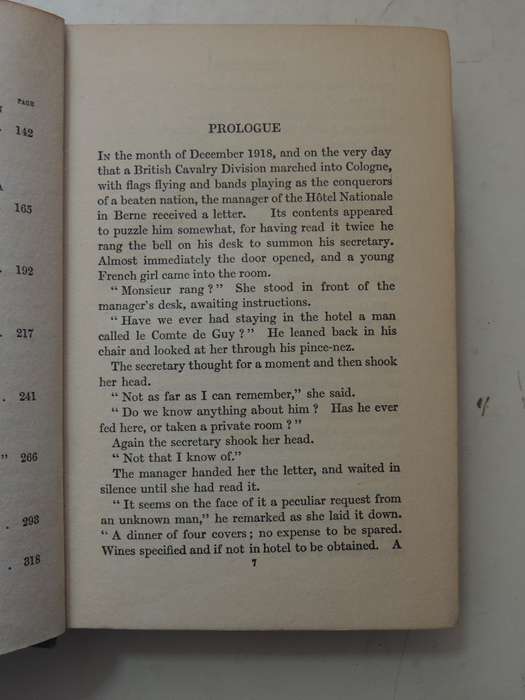 PAGE
142
165
192
217
241
" 266
. 293
. 318
PROLOGUE
IN the month of December 1918, and on the very day
that a British Cavalry Division marched into Cologne,
with flags flying and bands playing as the conquerors
of a beaten nation, the manager of the Hôtel Nationale
in Berne received a letter. Its contents appeared
to puzzle him somewhat, for having read it twice he
rang the bell on his desk to summon his secretary.
Almost immediately the door opened, and a young
French girl came into the room.
" Monsieur rang ? " She stood in front of the
manager's desk, awaiting instructions.
" Have we ever had staying in the hotel a man
called le Comte de Guy ? " He leaned back in his
chair and looked at her through his pince-nez.
The secretary thought for a moment and then shook
her head.
" Not as far as I can remember," she said.
" Do we know anything about him ? Has he ever
fed here, or taken a private room ? "
Again the secretary shook her head.
" Not that I know of."
The manager handed her the letter, and waited in
silence until she had read it.
" It seems on the face of it a peculiar request from
an unknown man," he remarked as she laid it down.
" A dinner of four covers ; no expense to be spared.
Wines specified and if not in hotel to be obtained. A
7